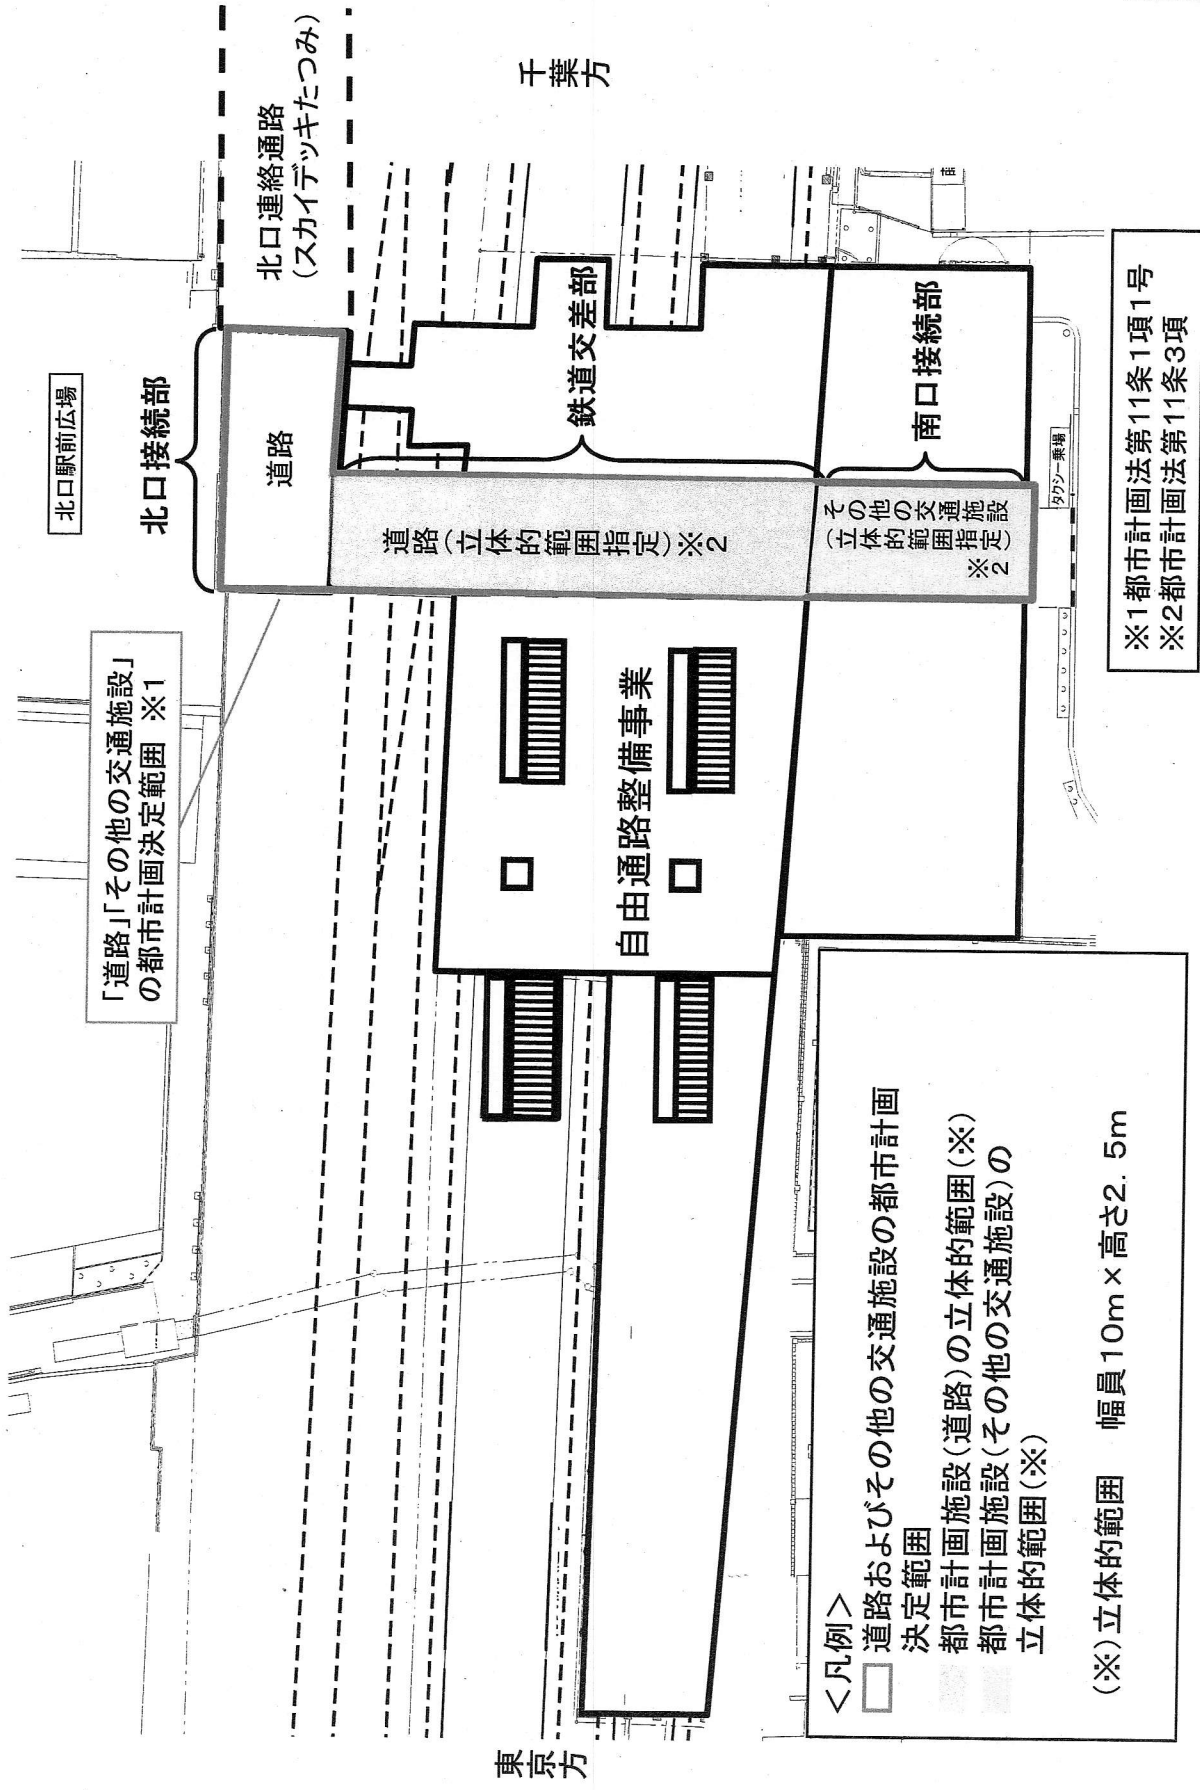 北口駅前広場
北口接続部
北口連絡通路
（スカイデッキたつみ）
千葉方
「道路」「その他の交通施設」
の都市計画決定範囲　※1
道路
道路（立体的範囲指定）※2
鉄道交差部
その他の交通施設
（立体的範囲指定）
※2
南口接続部
タクシー乗場
自由通路整備事業
東京方
＜凡例＞
道路およびその他の交通施設の都市計画
決定範囲
都市計画施設（道路）の立体的範囲（※）
都市計画施設（その他の交通施設）の
立体的範囲（※）
（※）立体的範囲　幅員10m×高さ2．5m
※1都市計画法第11条1項1号
※2都市計画法第11条3項